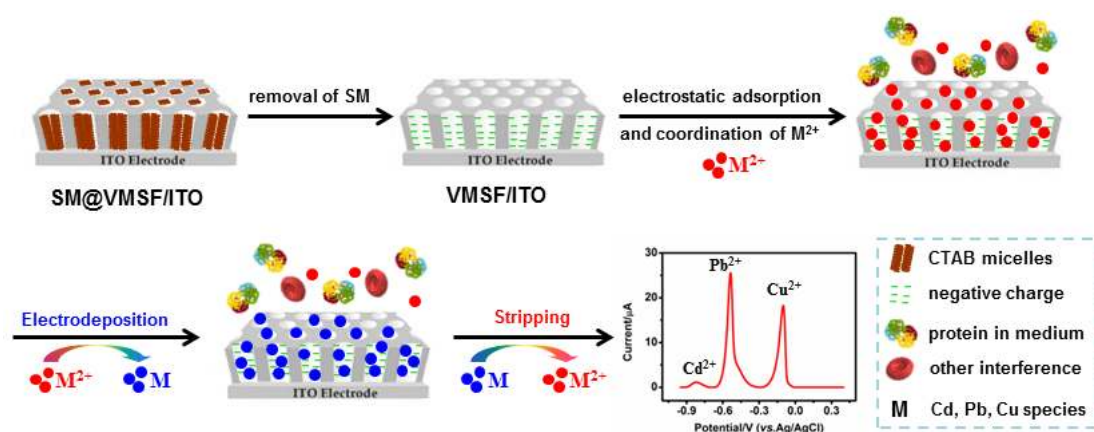 removal of SM
electrostatic adsorption
and coordination of M²⁺
M²⁺
ITO Electrode
ITO Electrode
ITO Electrode
SM@VMSF/ITO
VMSF/ITO
Electrodeposition
M²⁺
M
ITO Electrode
Stripping
M
M²⁺
Current/μA
30
20
10
0
Cd²⁺
Pb²⁺
Cu²⁺
-0.9
-0.6
-0.3
0.0
0.3
Potential/V (vs.Ag/AgCl)
CTAB micelles
negative charge
protein in medium
other interference
M Cd, Pb, Cu species